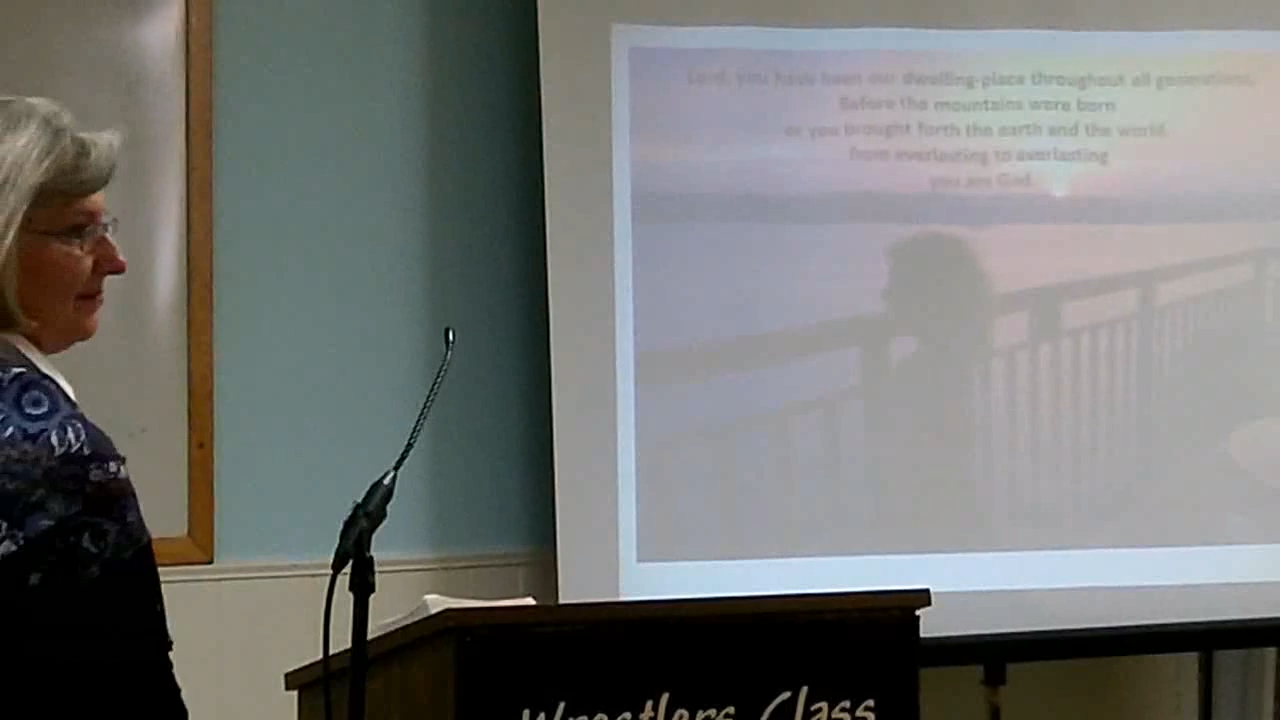 Lord, you have been our dwelling-place throughout all generations.
Before the mountains were born
or you brought forth the earth and the world,
from everlasting to everlasting
you are God.
Wrestlers Class